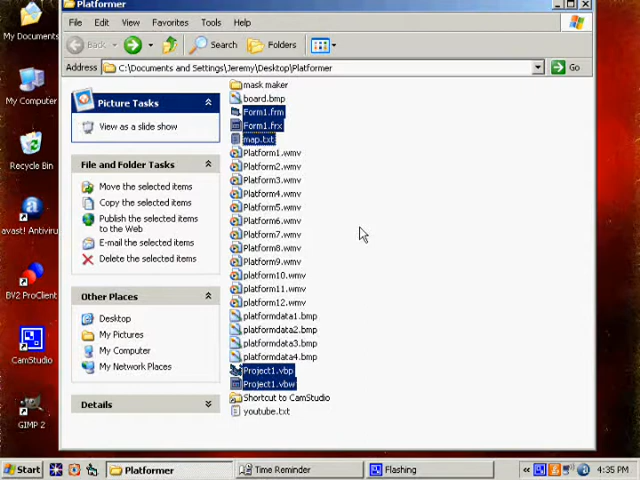 Platformer
File Edit View Favorites Tools Help
Back Search Folders
Address C:\Documents and Settings\Jeremy\Desktop\Platformer Go
My Documents
My Computer
Recycle Bin
avast! Antiviru
BV2 ProClient
CamStudio
GIMP 2
Picture Tasks
View as a slide show
File and Folder Tasks
Move the selected items
Copy the selected items
Publish the selected items
to the Web
E-mail the selected items
Delete the selected items
Other Places
Desktop
My Pictures
My Computer
My Network Places
Details
mask maker
board.bmp
Form1.frm
Form1.frx
map.txt
Platform1.wmv
Platform2.wmv
Platform3.wmv
Platform4.wmv
Platform5.wmv
Platform6.wmv
Platform7.wmv
Platform8.wmv
Platform9.wmv
platform10.wmv
platform11.wmv
platform12.wmv
platformdata1.bmp
platformdata2.bmp
platformdata3.bmp
platformdata4.bmp
Project1.vbp
Project1.vbw
Shortcut to CamStudio
youtube.txt
Start Platformer Time Reminder Flashing 4:35 PM